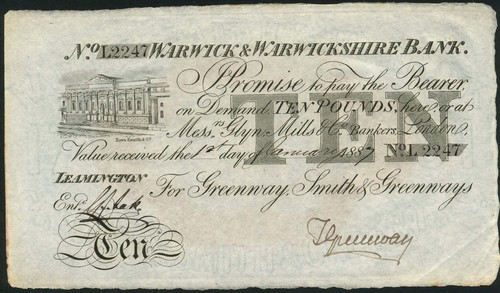 No. L2247 WARWICK & WARWICKSHIRE BANK.
Promise to pay the Bearer,
on Demand, TEN POUNDS, here, or at
Messrs. Glyn, Mills & Co. Bankers, London,
Value received the 1st day of January 188
No. L 2247
TEN
LEAMINGTON
For Greenway, Smith & Greenways
Entd.
Ten
Greenway